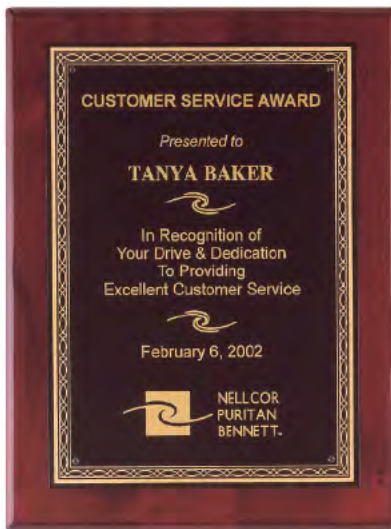 CUSTOMER SERVICE AWARD
Presented to
TANYA BAKER
In Recognition of
Your Drive & Dedication
To Providing
Excellent Customer Service
February 6, 2002
NELLCOR
PURITAN
BENNETT™